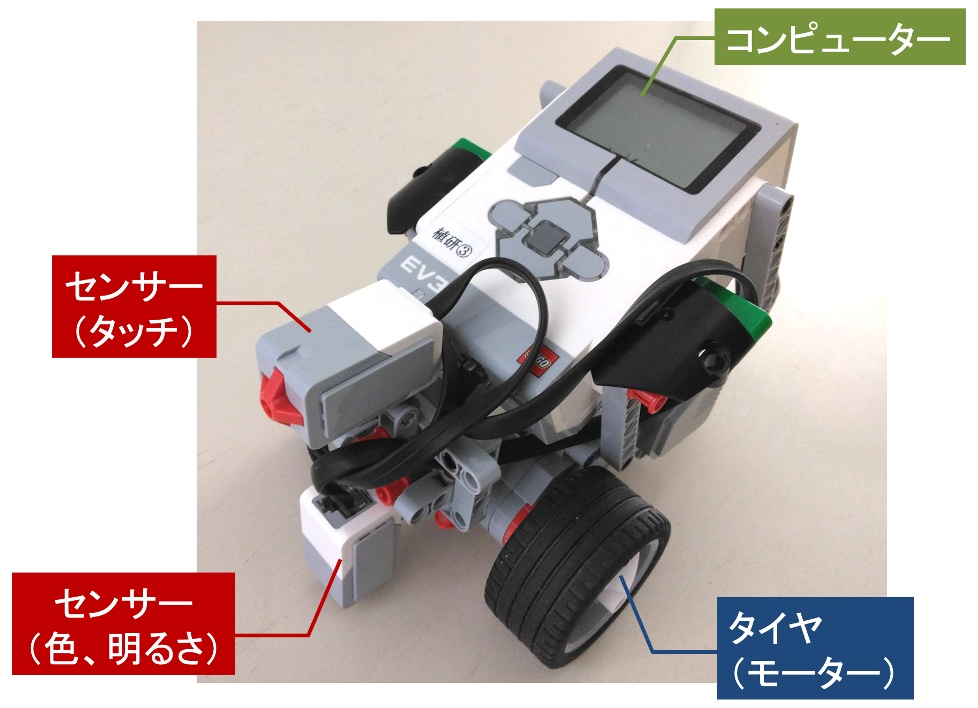 コンピューター
植研③
EV3
センサー
（タッチ）
LEGO
センサー
（色、明るさ）
タイヤ
（モーター）